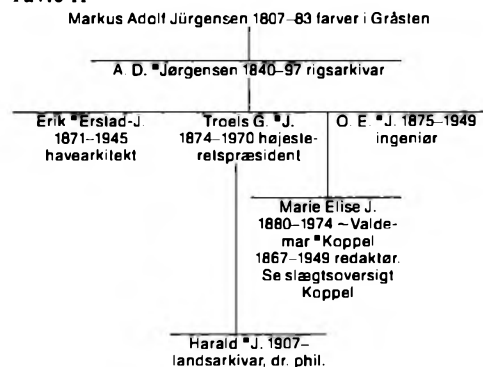 Markus Adolf Jürgensen 1807–83 farver i Gråsten
A. D. *Jørgensen 1840–97 rigsarkivar
Erik *Erstad-J.
1871–1945
havearkitekt
Troels G. *J.
1874–1970 højeste-
retspræsident
O. E. *J. 1875–1949
ingeniør
Marie Elise J.
1880–1974 ~Valde-
mar *Koppel
1867–1949 redaktør.
Se slægtsoversigt
Koppel
Harald *J. 1907–
landsarkivar, dr. phil.